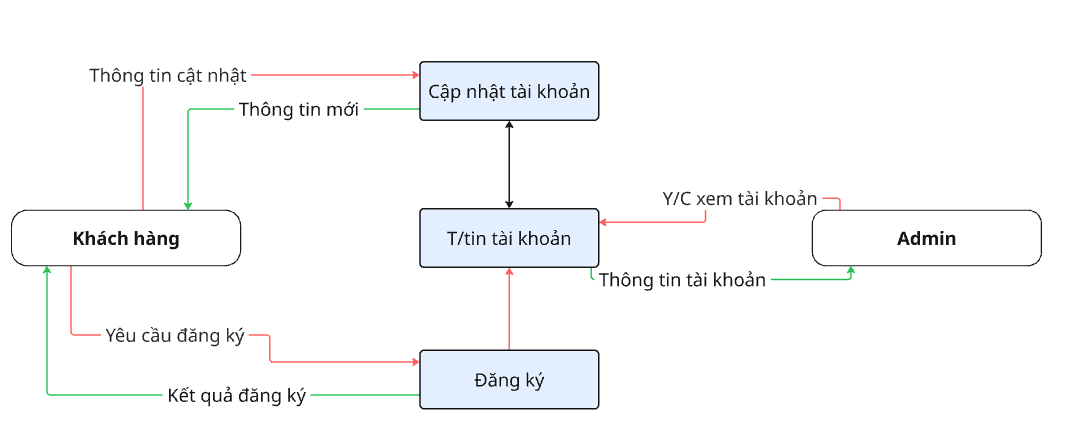 Thông tin cật nhật
Cập nhật tài khoản
Thông tin mới
Y/C xem tài khoản
Khách hàng
T/tin tài khoản
Admin
Thông tin tài khoản
Yêu cầu đăng ký
Đăng ký
Kết quả đăng ký